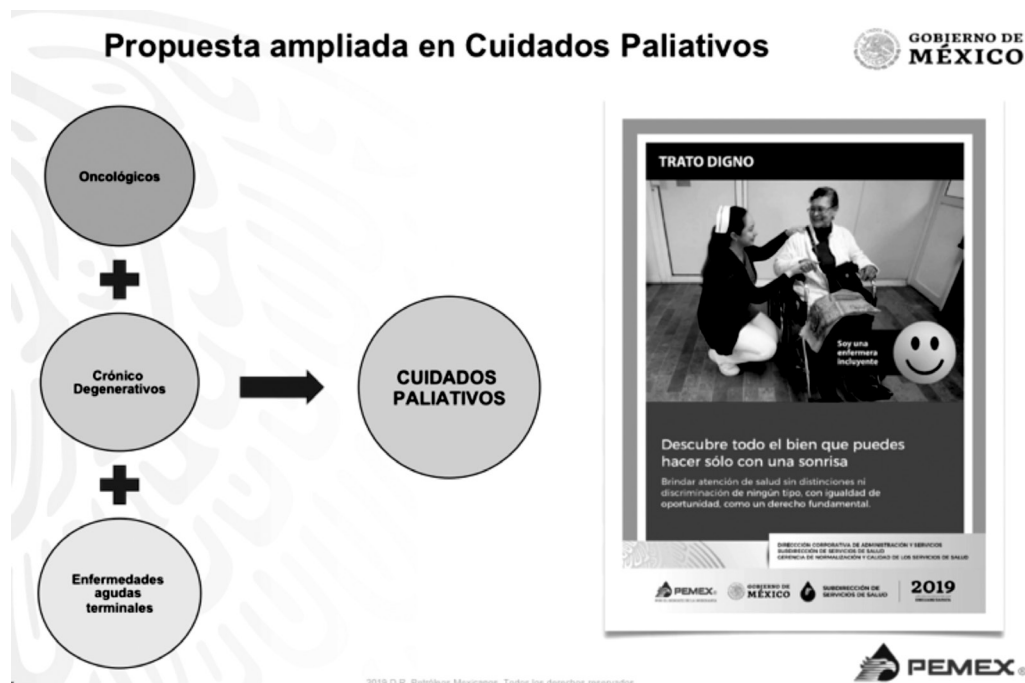 Propuesta ampliada en Cuidados Paliativos
GOBIERNO DE
MÉXICO
Oncológicos
Crónico
Degenerativos
Enfermedades
agudas
terminales
CUIDADOS
PALIATIVOS
TRATO DIGNO
Soy una
enfermera
incluyente
Descubre todo el bien que puedes
hacer sólo con una sonrisa
Brindar atención de salud sin distinciones ni
discriminación de ningún tipo, con igualdad de
oportunidad, como un derecho fundamental.
DIRECCIÓN CORPORATIVA DE ADMINISTRACIÓN Y SERVICIOS
SUBDIRECCIÓN DE SERVICIOS DE SALUD
GERENCIA DE NORMALIZACIÓN Y CALIDAD DE LOS SERVICIOS DE SALUD
PEMEX®
GOBIERNO DE
MÉXICO
SUBDIRECCIÓN DE
SERVICIOS DE SALUD
2019
PEMEX®